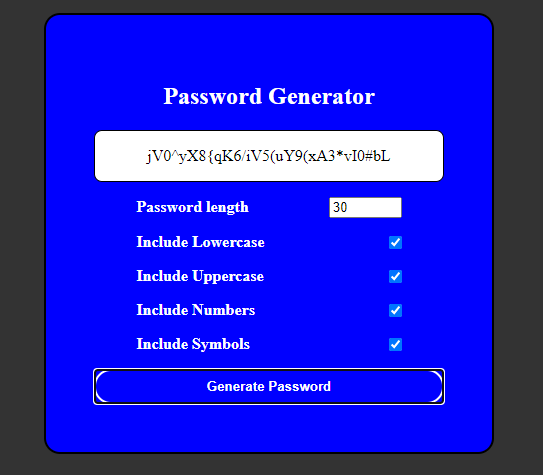 Password Generator
jV0^yX8{qK6/iV5(uY9(xA3*vI0#bL
Password length 30
Include Lowercase
Include Uppercase
Include Numbers
Include Symbols
Generate Password